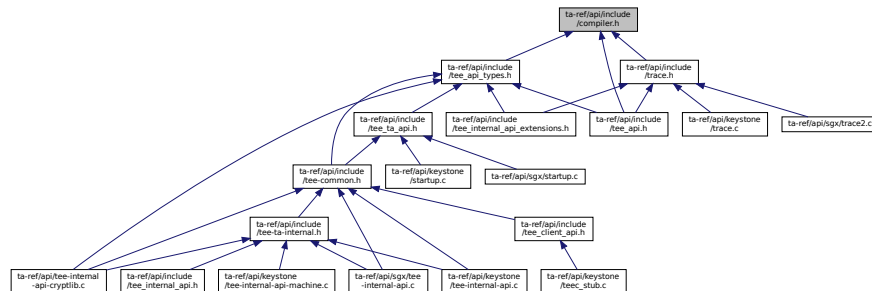 ta-ref/api/include
/compiler.h
ta-ref/api/include
/tee_api_types.h
ta-ref/api/include
/trace.h
ta-ref/api/include
/tee_ta_api.h
ta-ref/api/include
/tee_internal_api_extensions.h
ta-ref/api/include
/tee_api.h
ta-ref/api/keystone
/trace.c
ta-ref/api/sgx/trace2.c
ta-ref/api/include
/tee-common.h
ta-ref/api/keystone
/startup.c
ta-ref/api/sgx/startup.c
ta-ref/api/include
/tee-ta-internal.h
ta-ref/api/include
/tee_client_api.h
ta-ref/api/tee-internal
-api-cryptlib.c
ta-ref/api/include
/tee_internal_api.h
ta-ref/api/keystone
/tee-internal-api-machine.c
ta-ref/api/sgx/tee
-internal-api.c
ta-ref/api/keystone
/tee-internal-api.c
ta-ref/api/keystone
/teec_stub.c